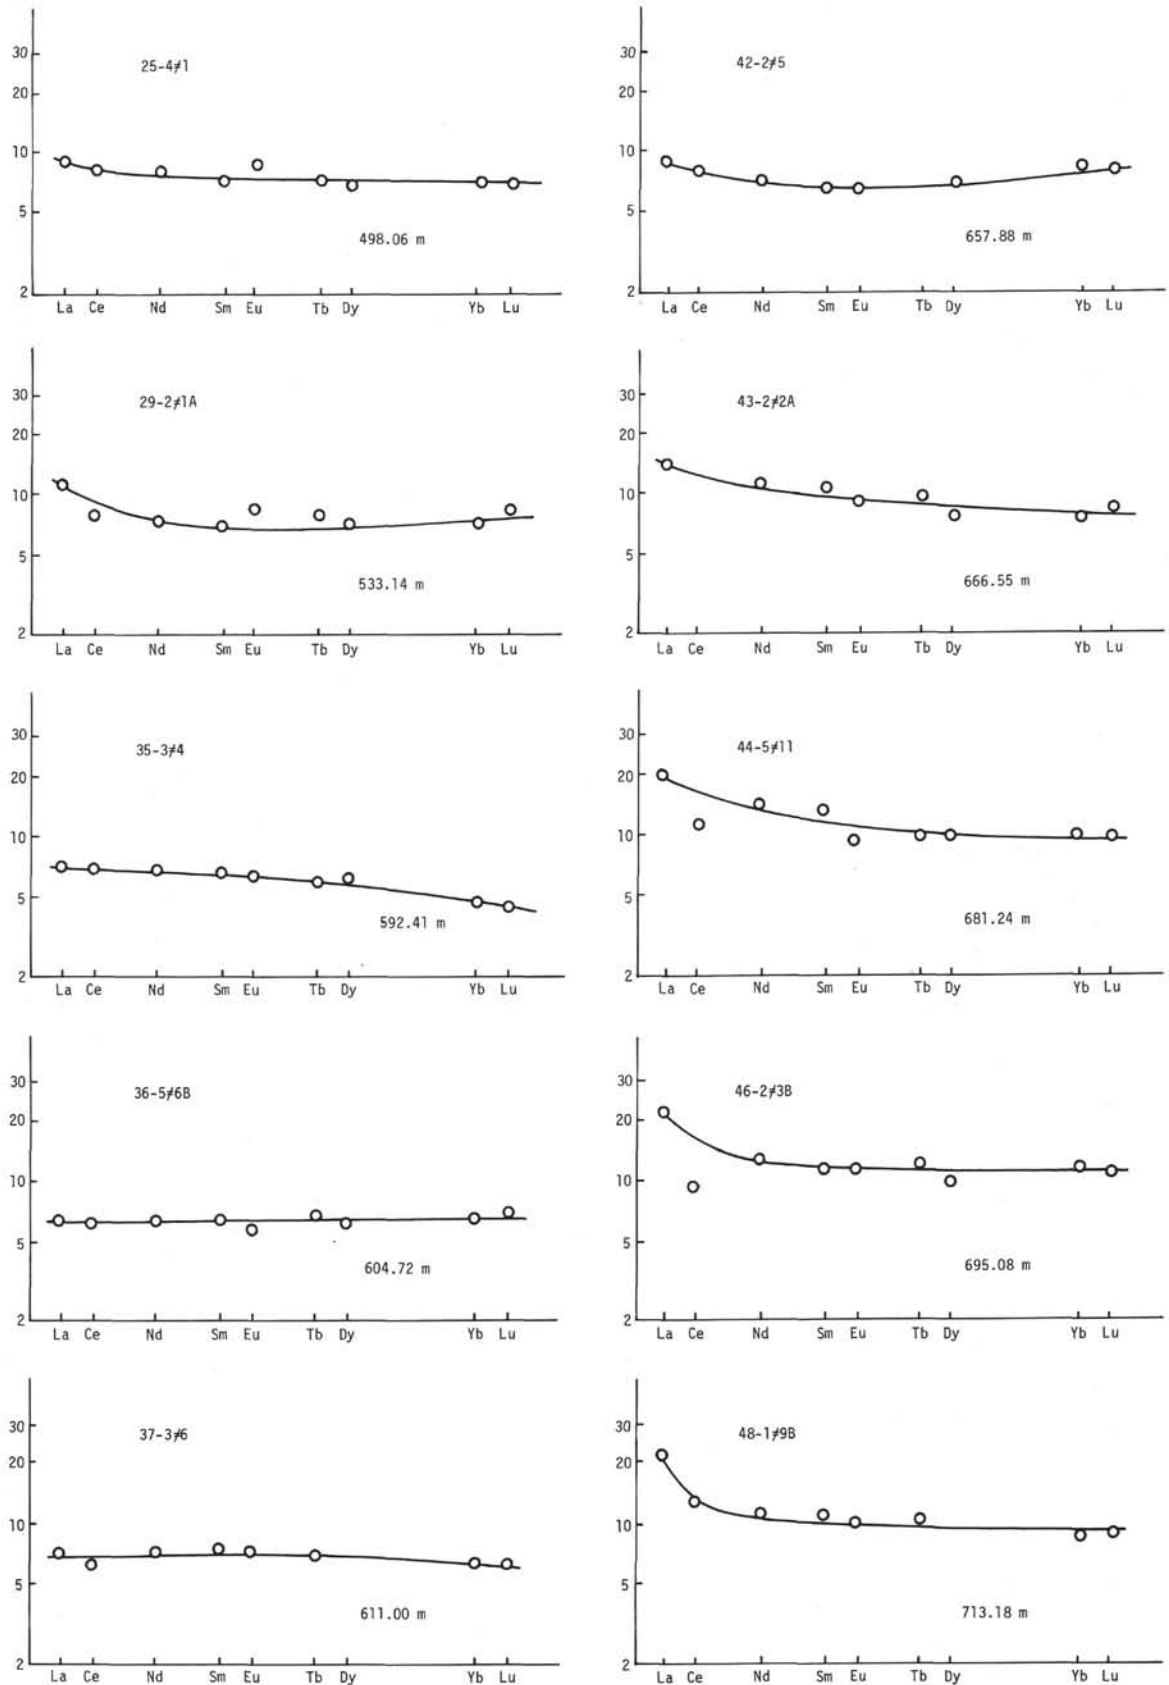 30
20
10
5
2
25-4≠1
498.06 m
La Ce Nd Sm Eu Tb Dy Yb Lu
30
20
10
5
2
42-2≠5
657.88 m
La Ce Nd Sm Eu Tb Dy Yb Lu
30
20
10
5
2
29-2≠1A
533.14 m
La Ce Nd Sm Eu Tb Dy Yb Lu
30
20
10
5
2
43-2≠2A
666.55 m
La Ce Nd Sm Eu Tb Dy Yb Lu
30
20
10
5
2
35-3≠4
592.41 m
La Ce Nd Sm Eu Tb Dy Yb Lu
30
20
10
5
2
44-5≠11
681.24 m
La Ce Nd Sm Eu Tb Dy Yb Lu
30
20
10
5
2
36-5≠6B
604.72 m
La Ce Nd Sm Eu Tb Dy Yb Lu
30
20
10
5
2
46-2≠3B
695.08 m
La Ce Nd Sm Eu Tb Dy Yb Lu
30
20
10
5
2
37-3≠6
611.00 m
La Ce Nd Sm Eu Tb Dy Yb Lu
30
20
10
5
2
48-1≠9B
713.18 m
La Ce Nd Sm Eu Tb Dy Yb Lu